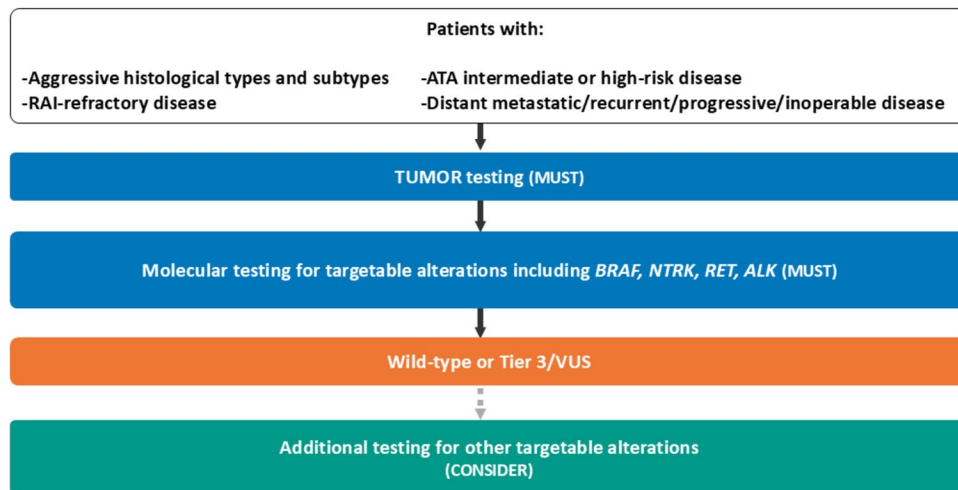 Patients with:
-Aggressive histological types and subtypes -ATA intermediate or high-risk disease
-RAI-refractory disease -Distant metastatic/recurrent/progressive/inoperable disease
TUMOR testing (MUST)
Molecular testing for targetable alterations including BRAF, NTRK, RET, ALK (MUST)
Wild-type or Tier 3/VUS
Additional testing for other targetable alterations
(CONSIDER)